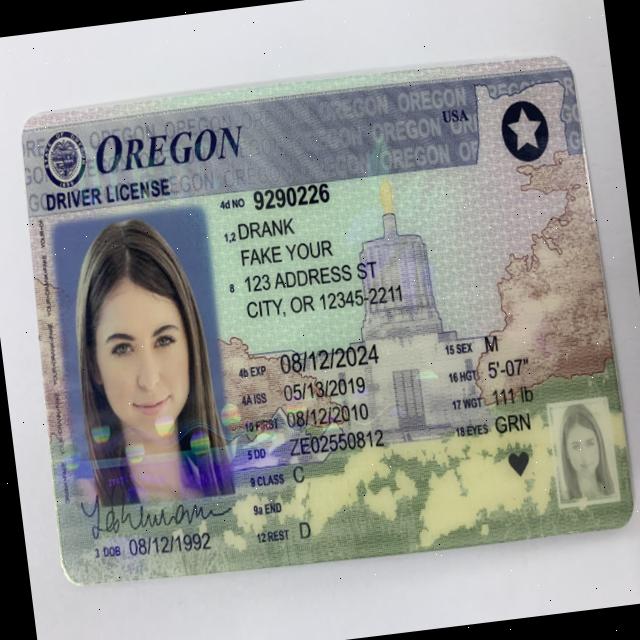 OREGON
USA
DRIVER LICENSE
4d NO 9290226
1,2 DRANK
FAKE YOUR
8 123 ADDRESS ST
CITY, OR 12345-2211
4b EXP 08/12/2024
15 SEX M
4A ISS 05/13/2019
16 HGT 5'-07"
10 FIRST 08/12/2010
17 WGT 111 lb
5 DD ZE02550812
18 EYES GRN
9 CLASS C
9a END
12 REST D
3 DOB 08/12/1992